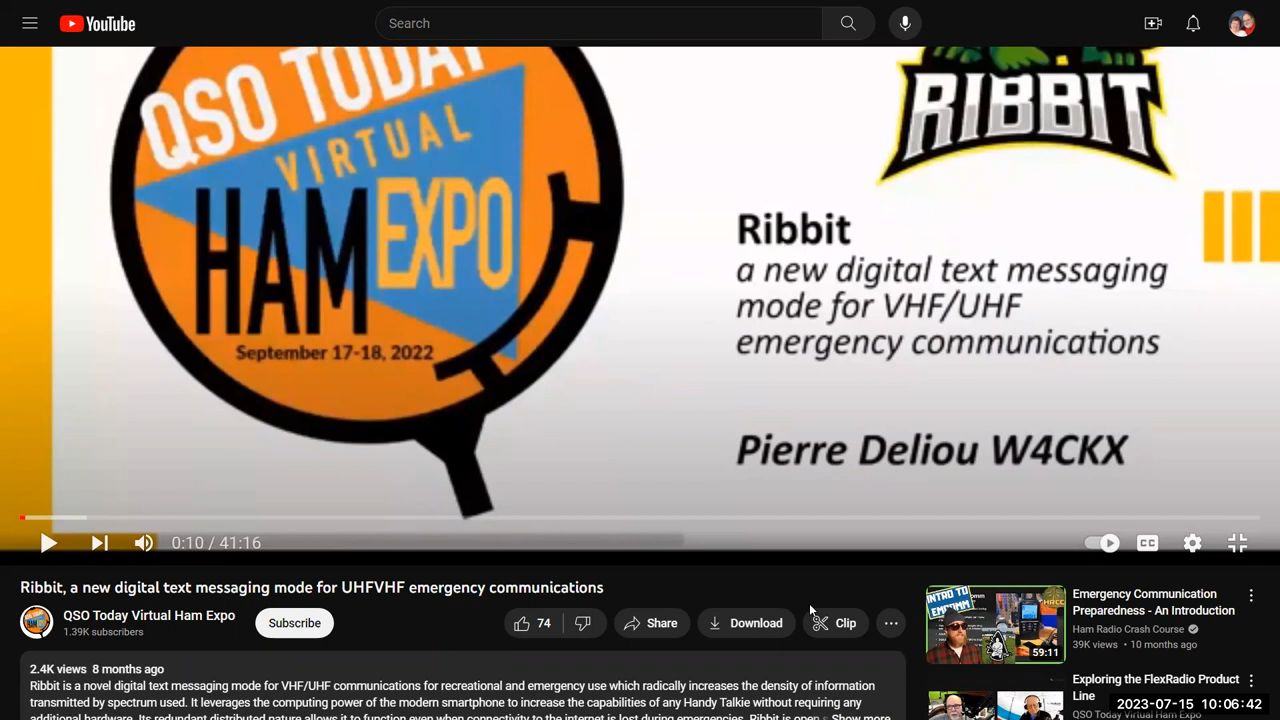 YouTube
Search
QSO TODAY
VIRTUAL
HAM EXPO
September 17-18, 2022
RIBBIT
Ribbit
a new digital text messaging
mode for VHF/UHF
emergency communications
Pierre Deliou W4CKX
0:10 / 41:16
CC
Ribbit, a new digital text messaging mode for UHFVHF emergency communications
QSO Today Virtual Ham Expo
1.39K subscribers
Subscribe
74
Share
Download
Clip
2.4K views 8 months ago
Ribbit is a novel digital text messaging mode for VHF/UHF communications for recreational and emergency use which radically increases the density of information
transmitted by spectrum used. It leverages the computing power of the modern smartphone to increase the capabilities of any Handy Talkie without requiring any
additional hardware. Its redundant distributed nature allows it to function even when connectivity to the internet is lost during emergencies. Ribbit is open Show more
INTRO TO
EMPCOMM
HRCC
59:11
Emergency Communication
Preparedness - An Introduction
Ham Radio Crash Course
39K views • 10 months ago
Exploring the FlexRadio Product
Line
QSO Today Virtual Ham Expo
2023-07-15 10:06:42